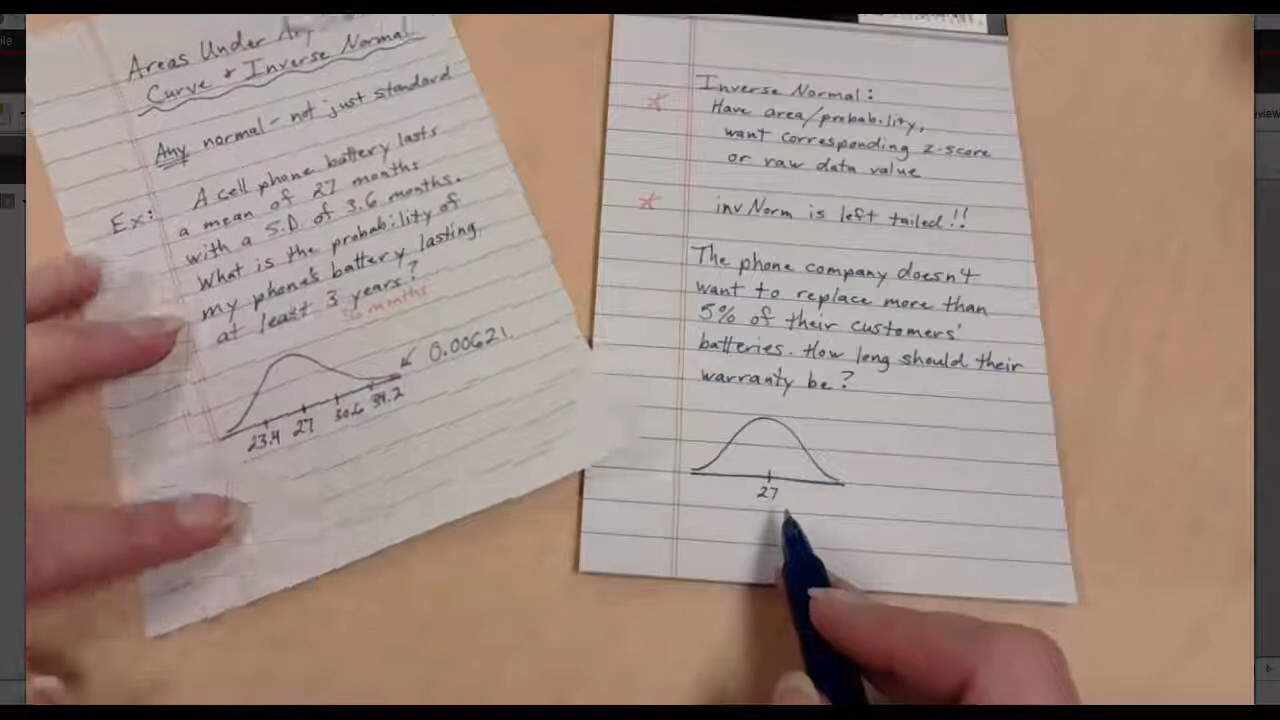 Areas Under Any
Curve + Inverse Normal
Any normal - not just standard
Ex: A cell phone battery lasts
a mean of 27 months
with a S.D. of 3.6 months.
What is the probability of
my phone's battery lasting
at least 3 years?
36 months
0.00621
23.4 27 30.6 34.2
Inverse Normal:
Have area/probability,
want corresponding z-score
or raw data value
invNorm is left tailed!!
The phone company doesn't
want to replace more than
5% of their customers'
batteries. How long should their
warranty be?
27